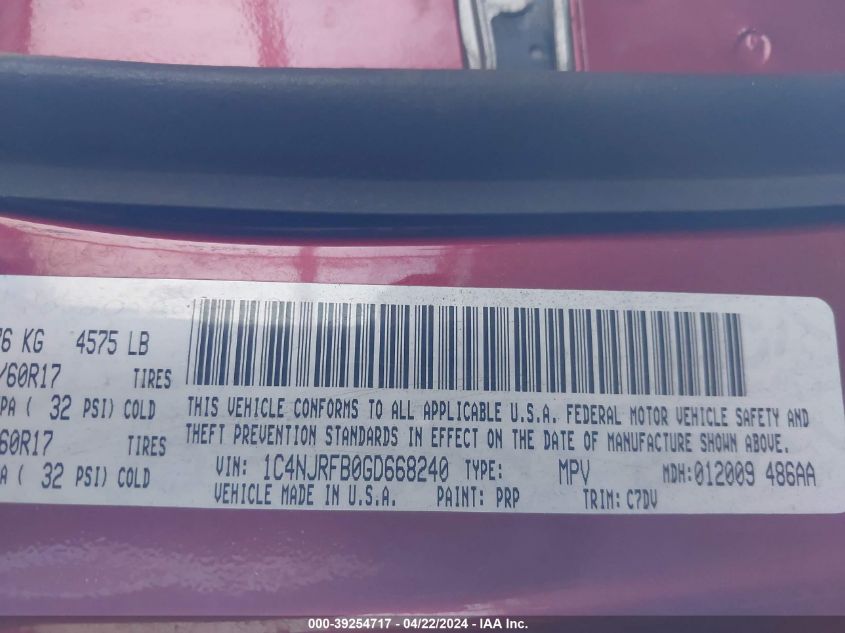 76 KG 4575 LB
/60R17 TIRES
PA ( 32 PSI) COLD
60R17 TIRES
A ( 32 PSI) COLD
THIS VEHICLE CONFORMS TO ALL APPLICABLE U.S.A. FEDERAL MOTOR VEHICLE SAFETY AND
THEFT PREVENTION STANDARDS IN EFFECT ON THE DATE OF MANUFACTURE SHOWN ABOVE.
VIN: 1C4NJRFB0GD668240 TYPE: MPV MDH:012009 486AA
VEHICLE MADE IN U.S.A. PAINT: PRP TRIM: C7DV
000-39254717 - 04/22/2024 - IAA Inc.